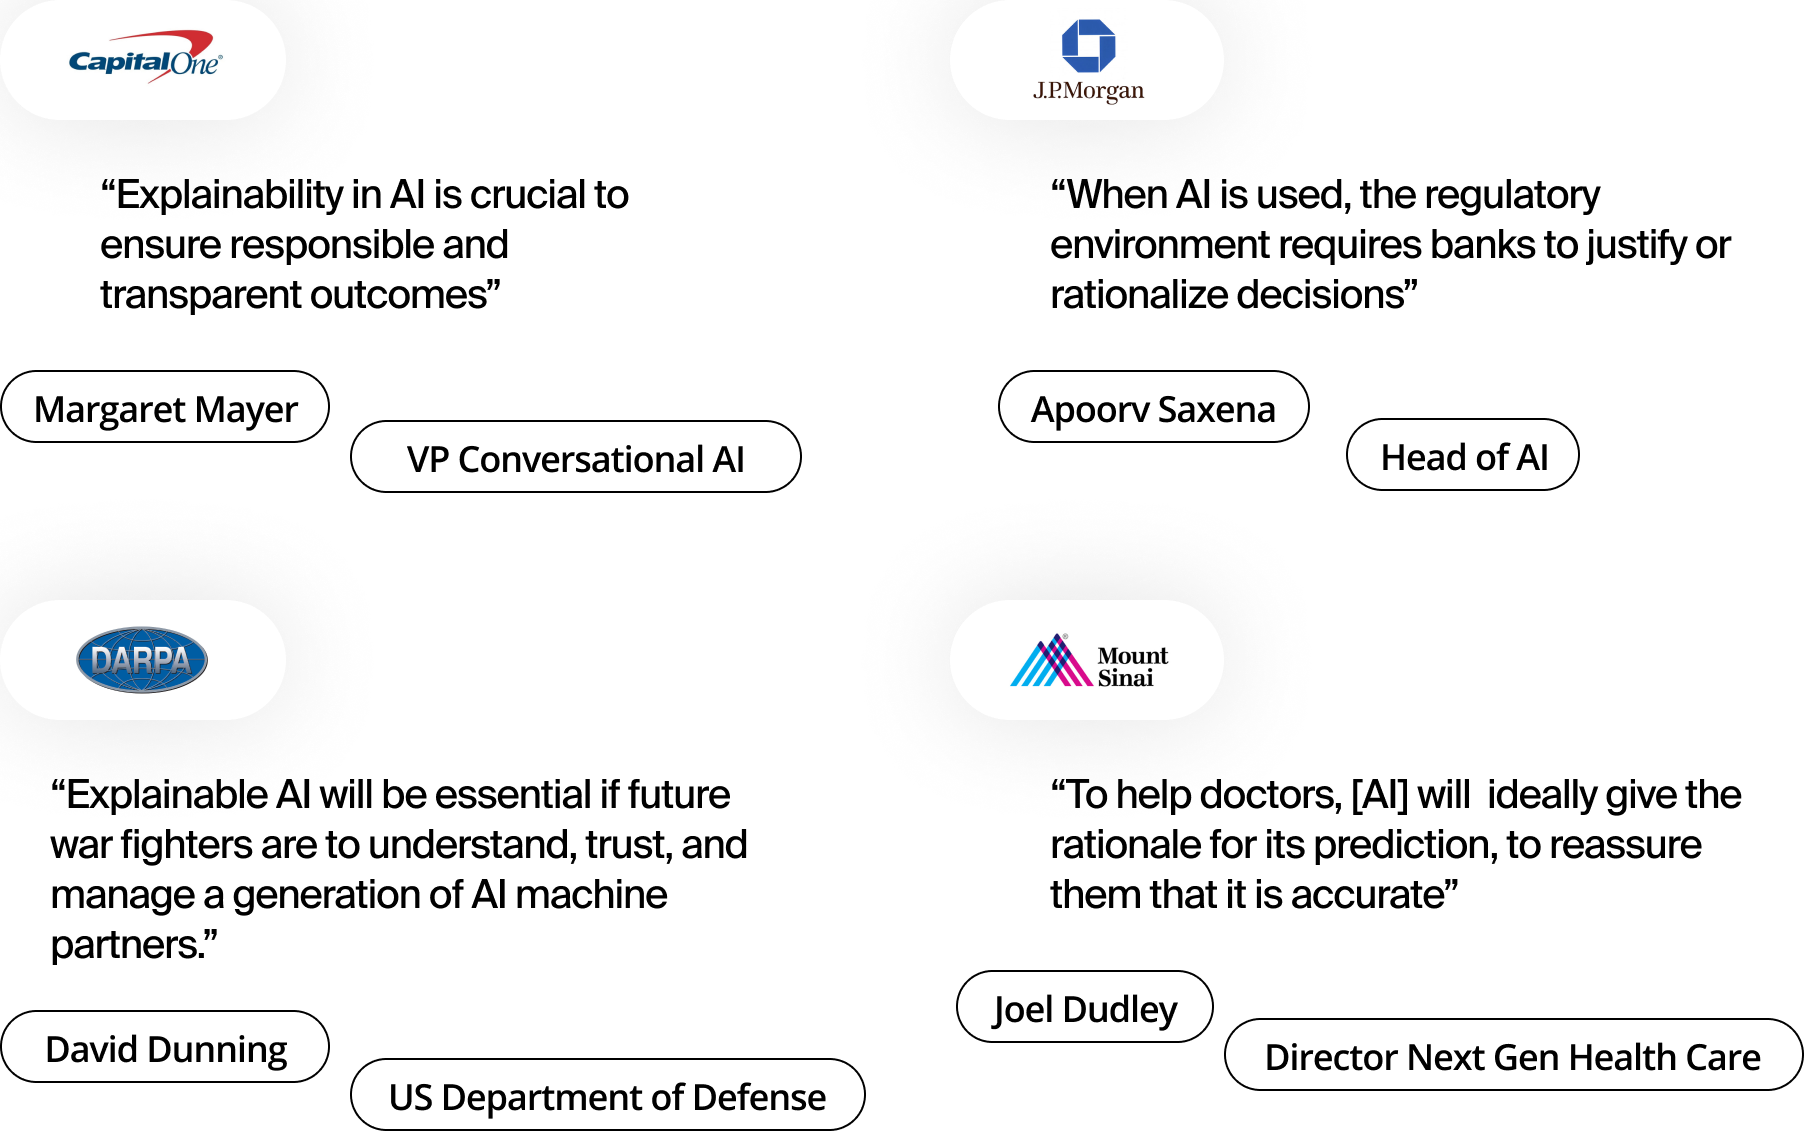 CapitalOne®
“Explainability in AI is crucial to
ensure responsible and
transparent outcomes”
Margaret Mayer
VP Conversational AI
J.P.Morgan
“When AI is used, the regulatory
environment requires banks to justify or
rationalize decisions”
Apoorv Saxena
Head of AI
DARPA
“Explainable AI will be essential if future
war fighters are to understand, trust, and
manage a generation of AI machine
partners.”
David Dunning
US Department of Defense
®
Mount
Sinai
“To help doctors, [AI] will  ideally give the
rationale for its prediction, to reassure
them that it is accurate”
Joel Dudley
Director Next Gen Health Care